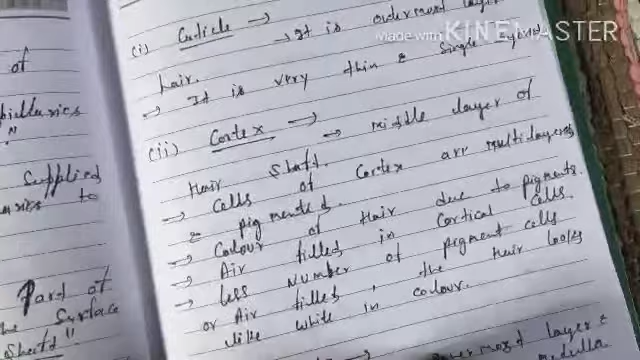 of
"
Supplied
to
Part of
the Surface
Sheatd"
Made with KINEMASTER
(i) Cuticle →
→ It is outermost layer
hair.
→ It is very thin & single
(ii) Cortex →
→ middle layer of
Hair Shaft.
→ Cells of Cortex are multilayered
& pigmented.
→ Colour of Hair due to pigments.
→ Air filled in Cortical cells
→ Less Number of pigment cells
or Air filled, the Hair looks
like white in colour.
layer &